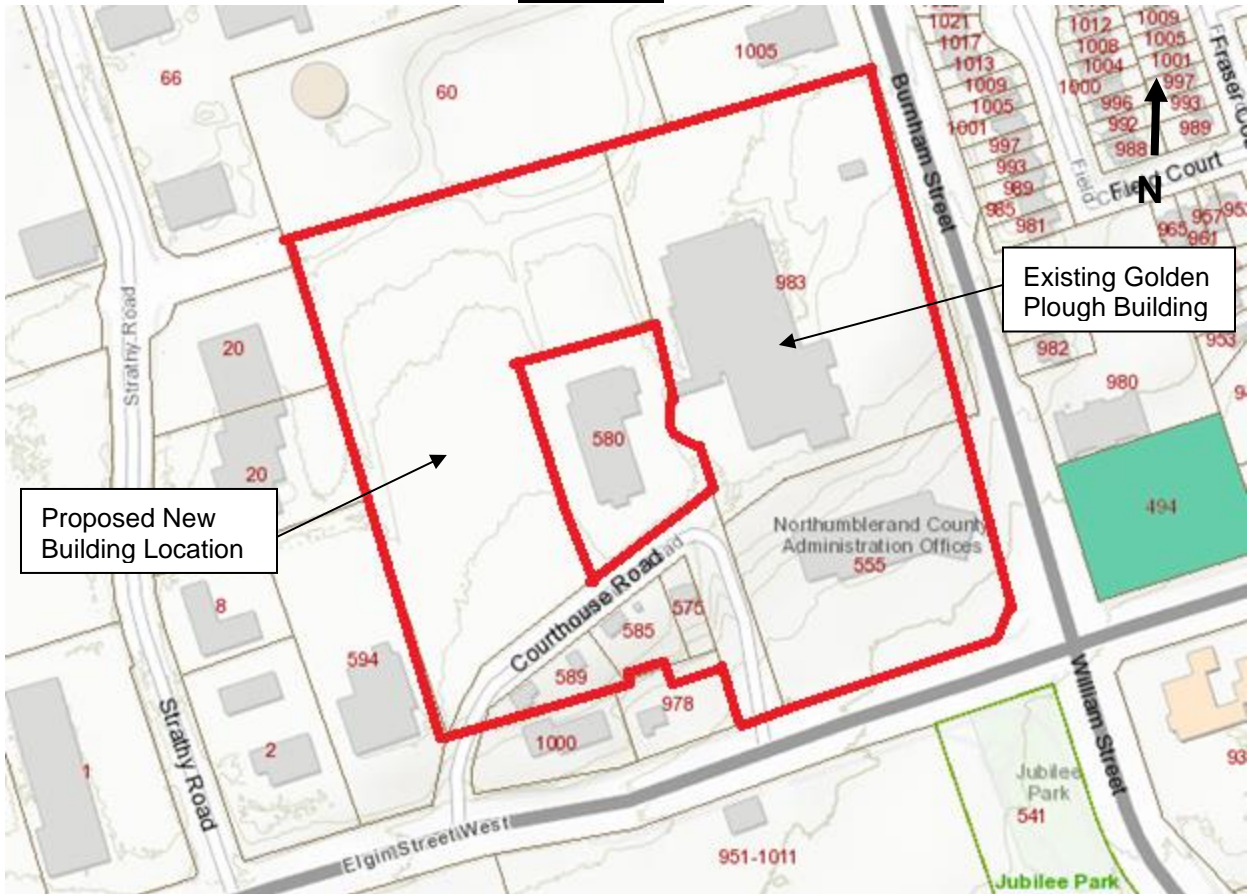 1005
66
60
1021
1017
1013
1009
1005
1001
997
993
989
985
981
1012
1008
1004
1000
996
992
988
1009
1005
1001
997
993
989
Burnham Street
Field Court
N
965
957
961
983
Existing Golden
Plough Building
982
980
953
Strathy Road
20
20
580
494
Proposed New
Building Location
Northumblerand County
Administration Offices
555
Courthouse Road
575
585
589
8
594
978
1000
2
1
Strathy Road
William Street
Elgin Street West
Jubilee
Park
541
951-1011
Jubilee Park